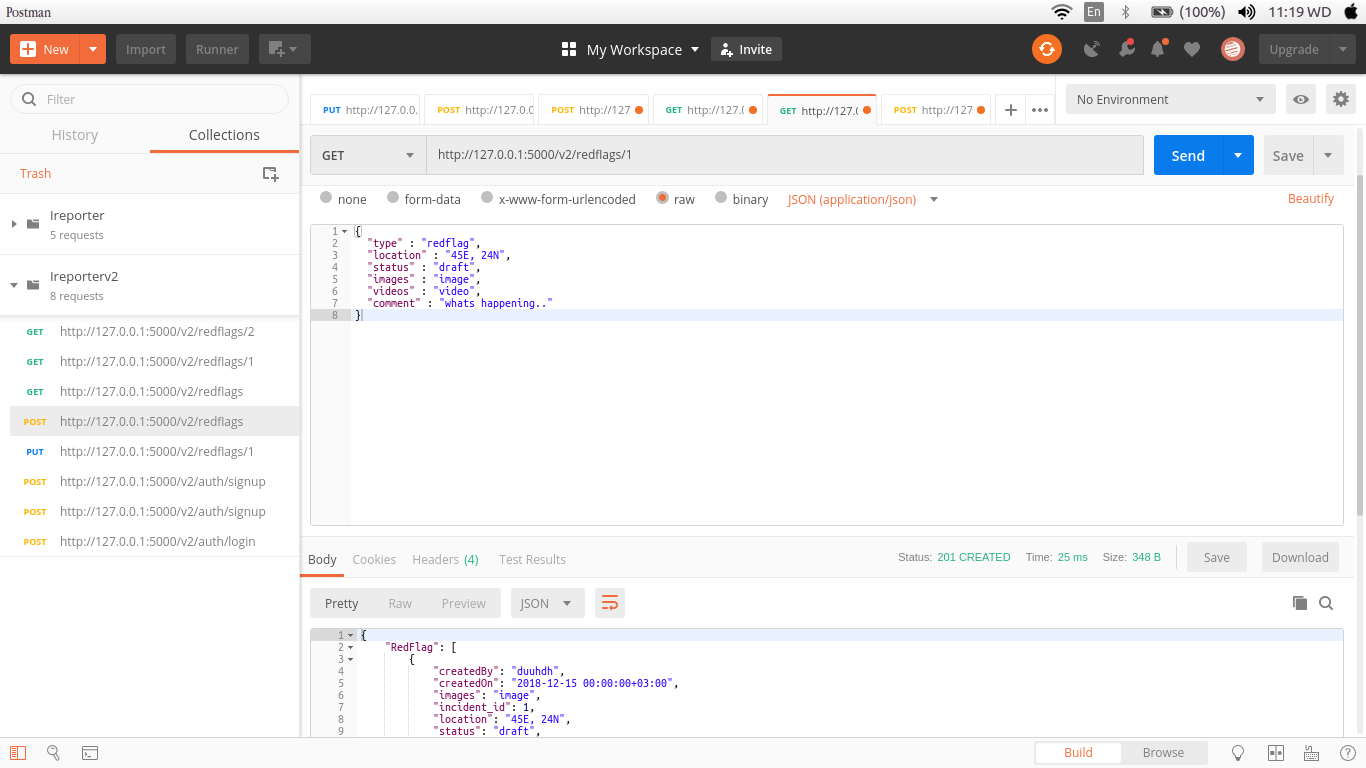 Postman
En (100%) 11:19 WD
New Import Runner My Workspace Invite Upgrade
Filter
History Collections
Trash
Ireporter
5 requests
Ireporterv2
8 requests
GET http://127.0.0.1:5000/v2/redflags/2
GET http://127.0.0.1:5000/v2/redflags/1
GET http://127.0.0.1:5000/v2/redflags
POST http://127.0.0.1:5000/v2/redflags
PUT http://127.0.0.1:5000/v2/redflags/1
POST http://127.0.0.1:5000/v2/auth/signup
POST http://127.0.0.1:5000/v2/auth/signup
POST http://127.0.0.1:5000/v2/auth/login
PUT http://127.0.0. POST http://127.0.0 POST http://127 GET http://127.( GET http://127.( POST http://127
No Environment
GET http://127.0.0.1:5000/v2/redflags/1 Send Save
none form-data x-www-form-urlencoded raw binary JSON (application/json) Beautify
1 {
2 "type" : "redflag",
3 "location" : "45E, 24N",
4 "status" : "draft",
5 "images" : "image",
6 "videos" : "video",
7 "comment" : "whats happening.."
8 }
Body Cookies Headers (4) Test Results Status: 201 CREATED Time: 25 ms Size: 348 B Save Download
Pretty Raw Preview JSON
1 {
2 "RedFlag": [
3 {
4 "createdBy": "duuhdh",
5 "createdOn": "2018-12-15 00:00:00+03:00",
6 "images": "image",
7 "incident_id": 1,
8 "location": "45E, 24N",
9 "status": "draft",
Build Browse